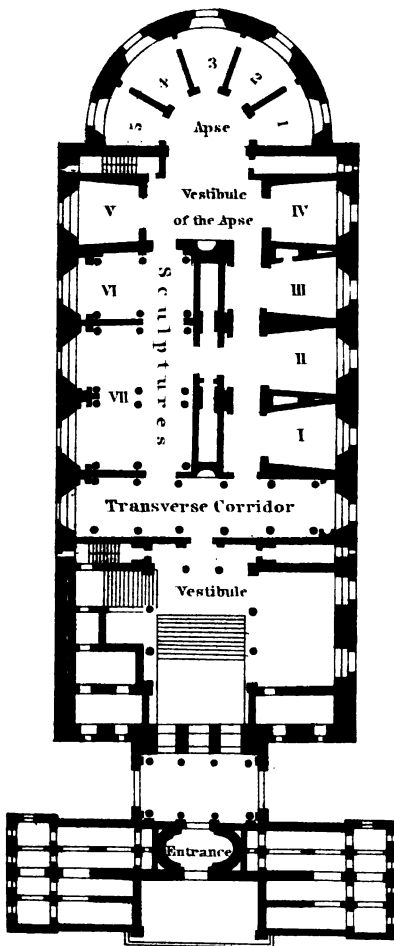 3
4
2
5
1
Apse
Vestibule
of the Apse
V
IV
Sculptures
VI
III
II
VII
I
Transverse Corridor
Vestibule
Entrance